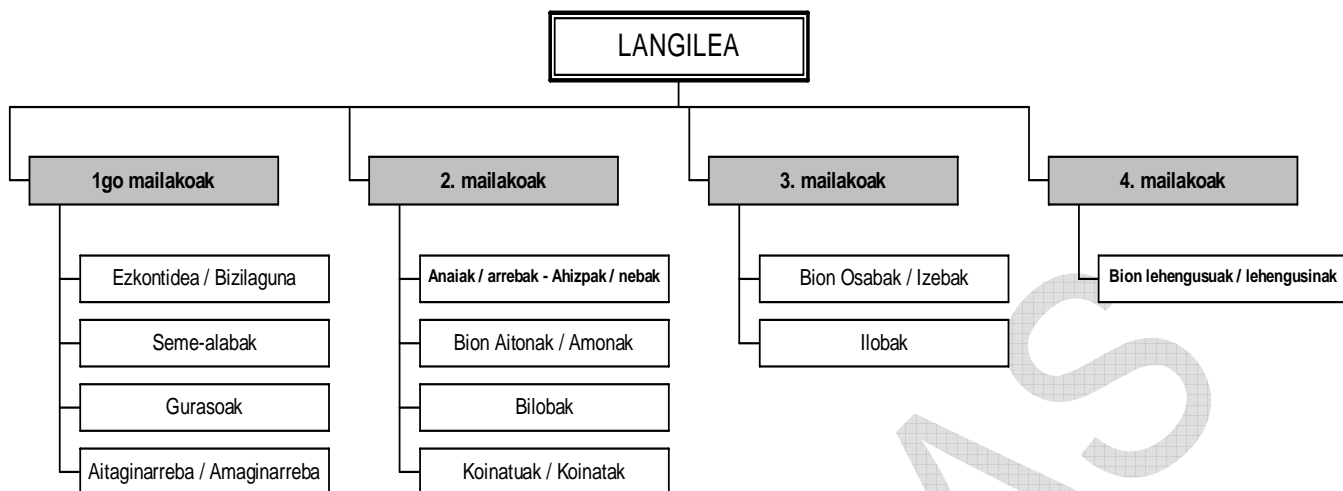 LANGILEA
1go mailakoak
2. mailakoak
3. mailakoak
4. mailakoak
Ezkontidea / Bizilaguna
Anaiak / arrebak - Ahizpak / nebak
Bion Osabak / Izebak
Bion lehengusuak / lehengusinak
Seme-alabak
Bion Aitonak / Amonak
Ilobak
Gurasoak
Bilobak
Aitaginarreba / Amaginarreba
Koinatuak / Koinatak